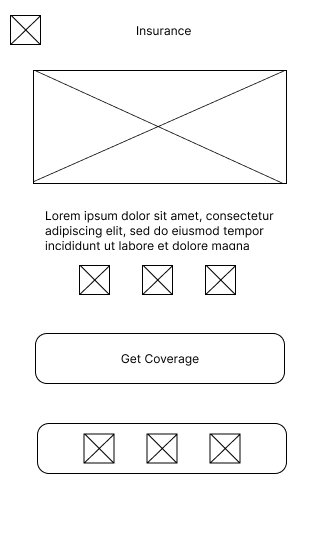 Insurance
Lorem ipsum dolor sit amet, consectetur
adipiscing elit, sed do eiusmod tempor
incididunt ut labore et dolore magna
Get Coverage